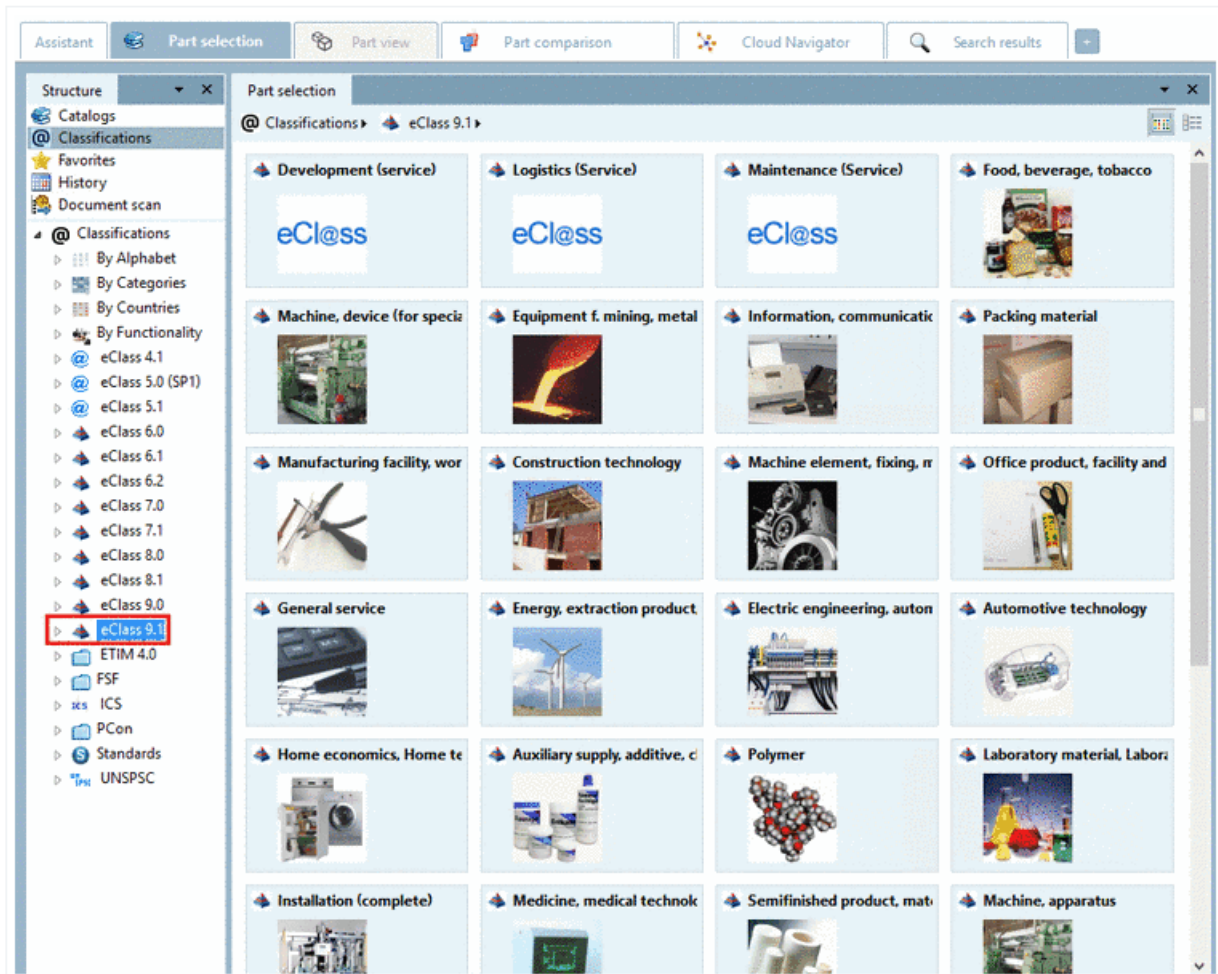 Assistant
Part selection
Part view
Part comparison
Cloud Navigator
Search results
+
Structure
Catalogs
@ Classifications
Favorites
History
Document scan
@ Classifications
By Alphabet
By Categories
By Countries
By Functionality
@ eClass 4.1
@ eClass 5.0 (SP1)
@ eClass 5.1
eClass 6.0
eClass 6.1
eClass 6.2
eClass 7.0
eClass 7.1
eClass 8.0
eClass 8.1
eClass 9.0
eClass 9.1
ETIM 4.0
FSF
ICS ICS
PCon
S Standards
UNSPSC
Part selection
@ Classifications eClass 9.1
Development (service)
eCl@ss
Logistics (Service)
eCl@ss
Maintenance (Service)
eCl@ss
Food, beverage, tobacco
Machine, device (for specia
Equipment f. mining, metal
Information, communicatic
Packing material
Manufacturing facility, wor
Construction technology
Machine element, fixing, m
Office product, facility and
General service
Energy, extraction product,
Electric engineering, autom
Automotive technology
Home economics, Home te
Auxiliary supply, additive, cl
Polymer
Laboratory material, Labora
Installation (complete)
Medicine, medical technolc
Semifinished product, mate
Machine, apparatus